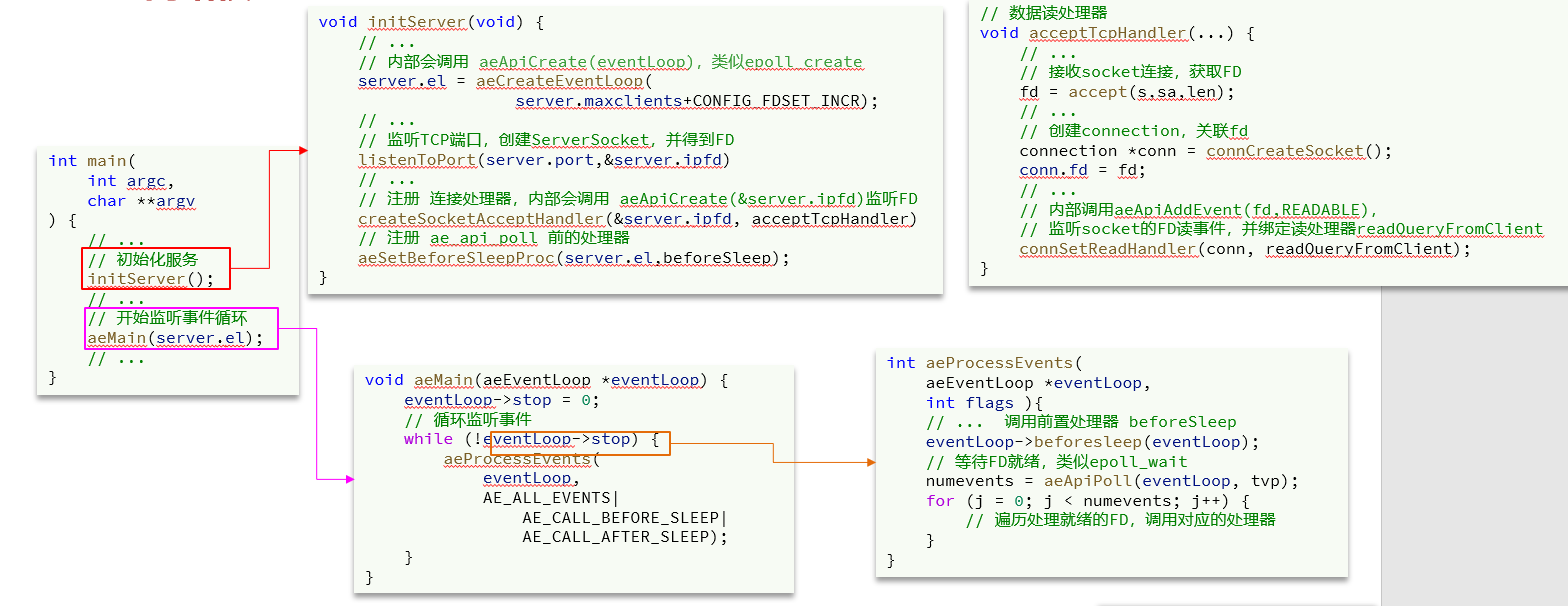 int main(
int argc,
char **argv
) {
// ...
// 初始化服务
initServer();
// ...
// 开始监听事件循环
aeMain(server.el);
// ...
}
void initServer(void) {
// ...
// 内部会调用 aeApiCreate(eventLoop)，类似epoll_create
server.el = aeCreateEventLoop(
server.maxclients+CONFIG_FDSET_INCR);
// ...
// 监听TCP端口，创建ServerSocket，并得到FD
listenToPort(server.port,&server.ipfd)
// ...
// 注册 连接处理器，内部会调用 aeApiCreate(&server.ipfd)监听FD
createSocketAcceptHandler(&server.ipfd, acceptTcpHandler)
// 注册 ae_api_poll 前的处理器
aeSetBeforeSleepProc(server.el,beforeSleep);
}
// 数据读处理器
void acceptTcpHandler(...) {
// ...
// 接收socket连接，获取FD
fd = accept(s,sa,len);
// ...
// 创建connection，关联fd
connection *conn = connCreateSocket();
conn.fd = fd;
// ...
// 内部调用aeApiAddEvent(fd,READABLE)，
// 监听socket的FD读事件，并绑定读处理器readQueryFromClient
connSetReadHandler(conn, readQueryFromClient);
}
void aeMain(aeEventLoop *eventLoop) {
eventLoop->stop = 0;
// 循环监听事件
while (!eventLoop->stop) {
aeProcessEvents(
eventLoop,
AE_ALL_EVENTS|
AE_CALL_BEFORE_SLEEP|
AE_CALL_AFTER_SLEEP);
}
}
int aeProcessEvents(
aeEventLoop *eventLoop,
int flags ){
// ... 调用前置处理器 beforeSleep
eventLoop->beforesleep(eventLoop);
// 等待FD就绪，类似epoll_wait
numevents = aeApiPoll(eventLoop, tvp);
for (j = 0; j < numevents; j++) {
// 遍历处理就绪的FD，调用对应的处理器
}
}